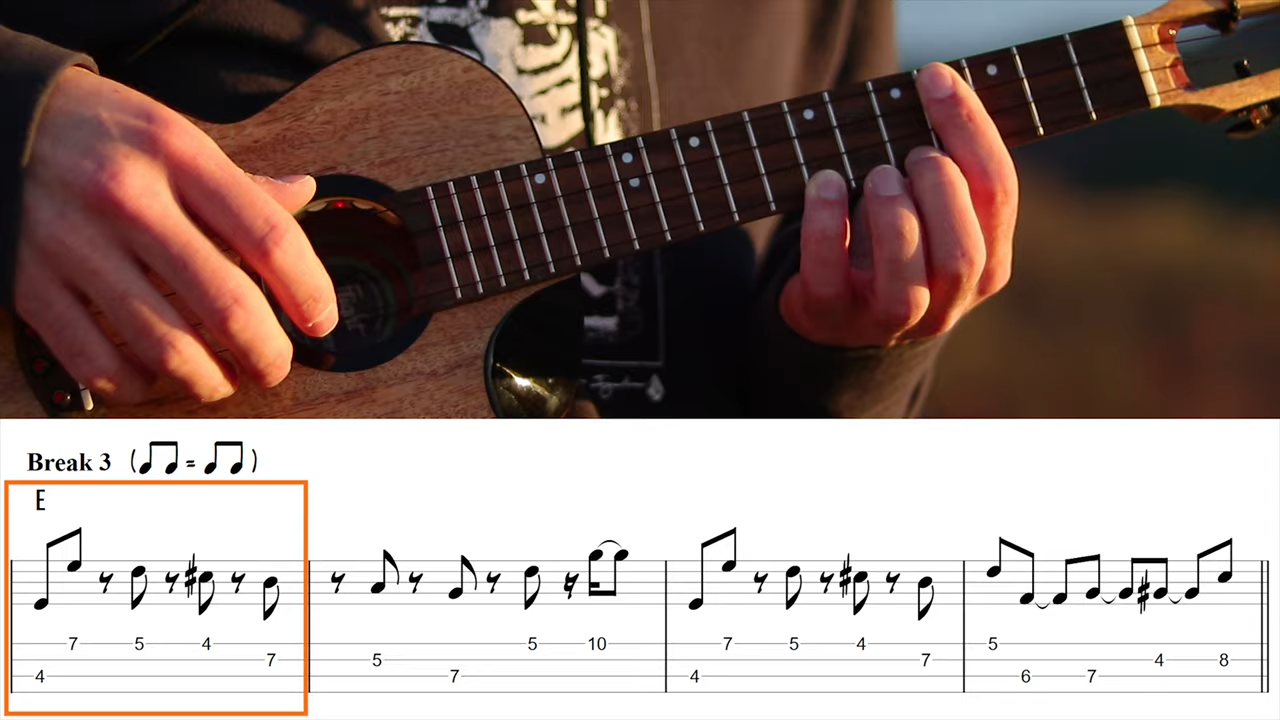 Break 3 (♫ = ♫)
E
7 5 4 5 10 7 5 4 5
7 5 7 4 8
4 7 4 6 7